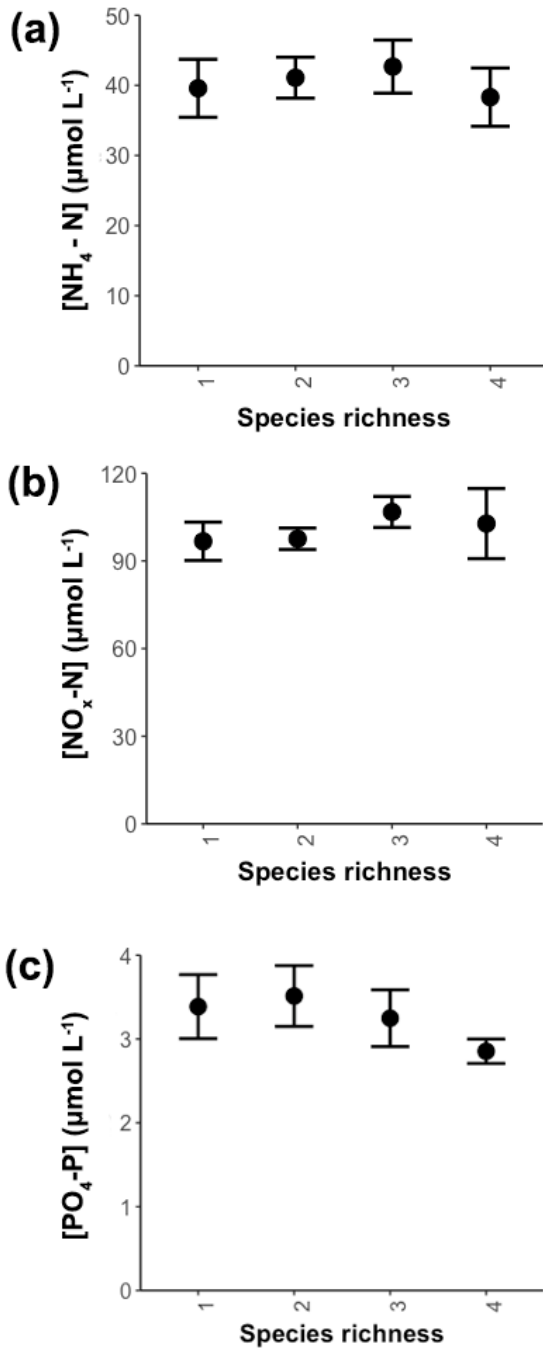 (a)
[NH₄ - N] (µmol L⁻¹)
50
40
30
20
10
0
1 2 3 4
Species richness
(b)
[NOₓ-N] (µmol L⁻¹)
120
90
60
30
0
1 2 3 4
Species richness
(c)
[PO₄-P] (µmol L⁻¹)
4
3
2
1
0
1 2 3 4
Species richness